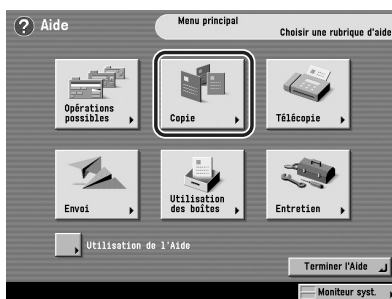 ? Aide
Menu principal
Choisir une rubrique d'aide
Opérations
possibles
Copie
Télécopie
Envoi
Utilisation
des boîtes
Entretien
Utilisation de l'Aide
Terminer l'Aide
Moniteur syst.